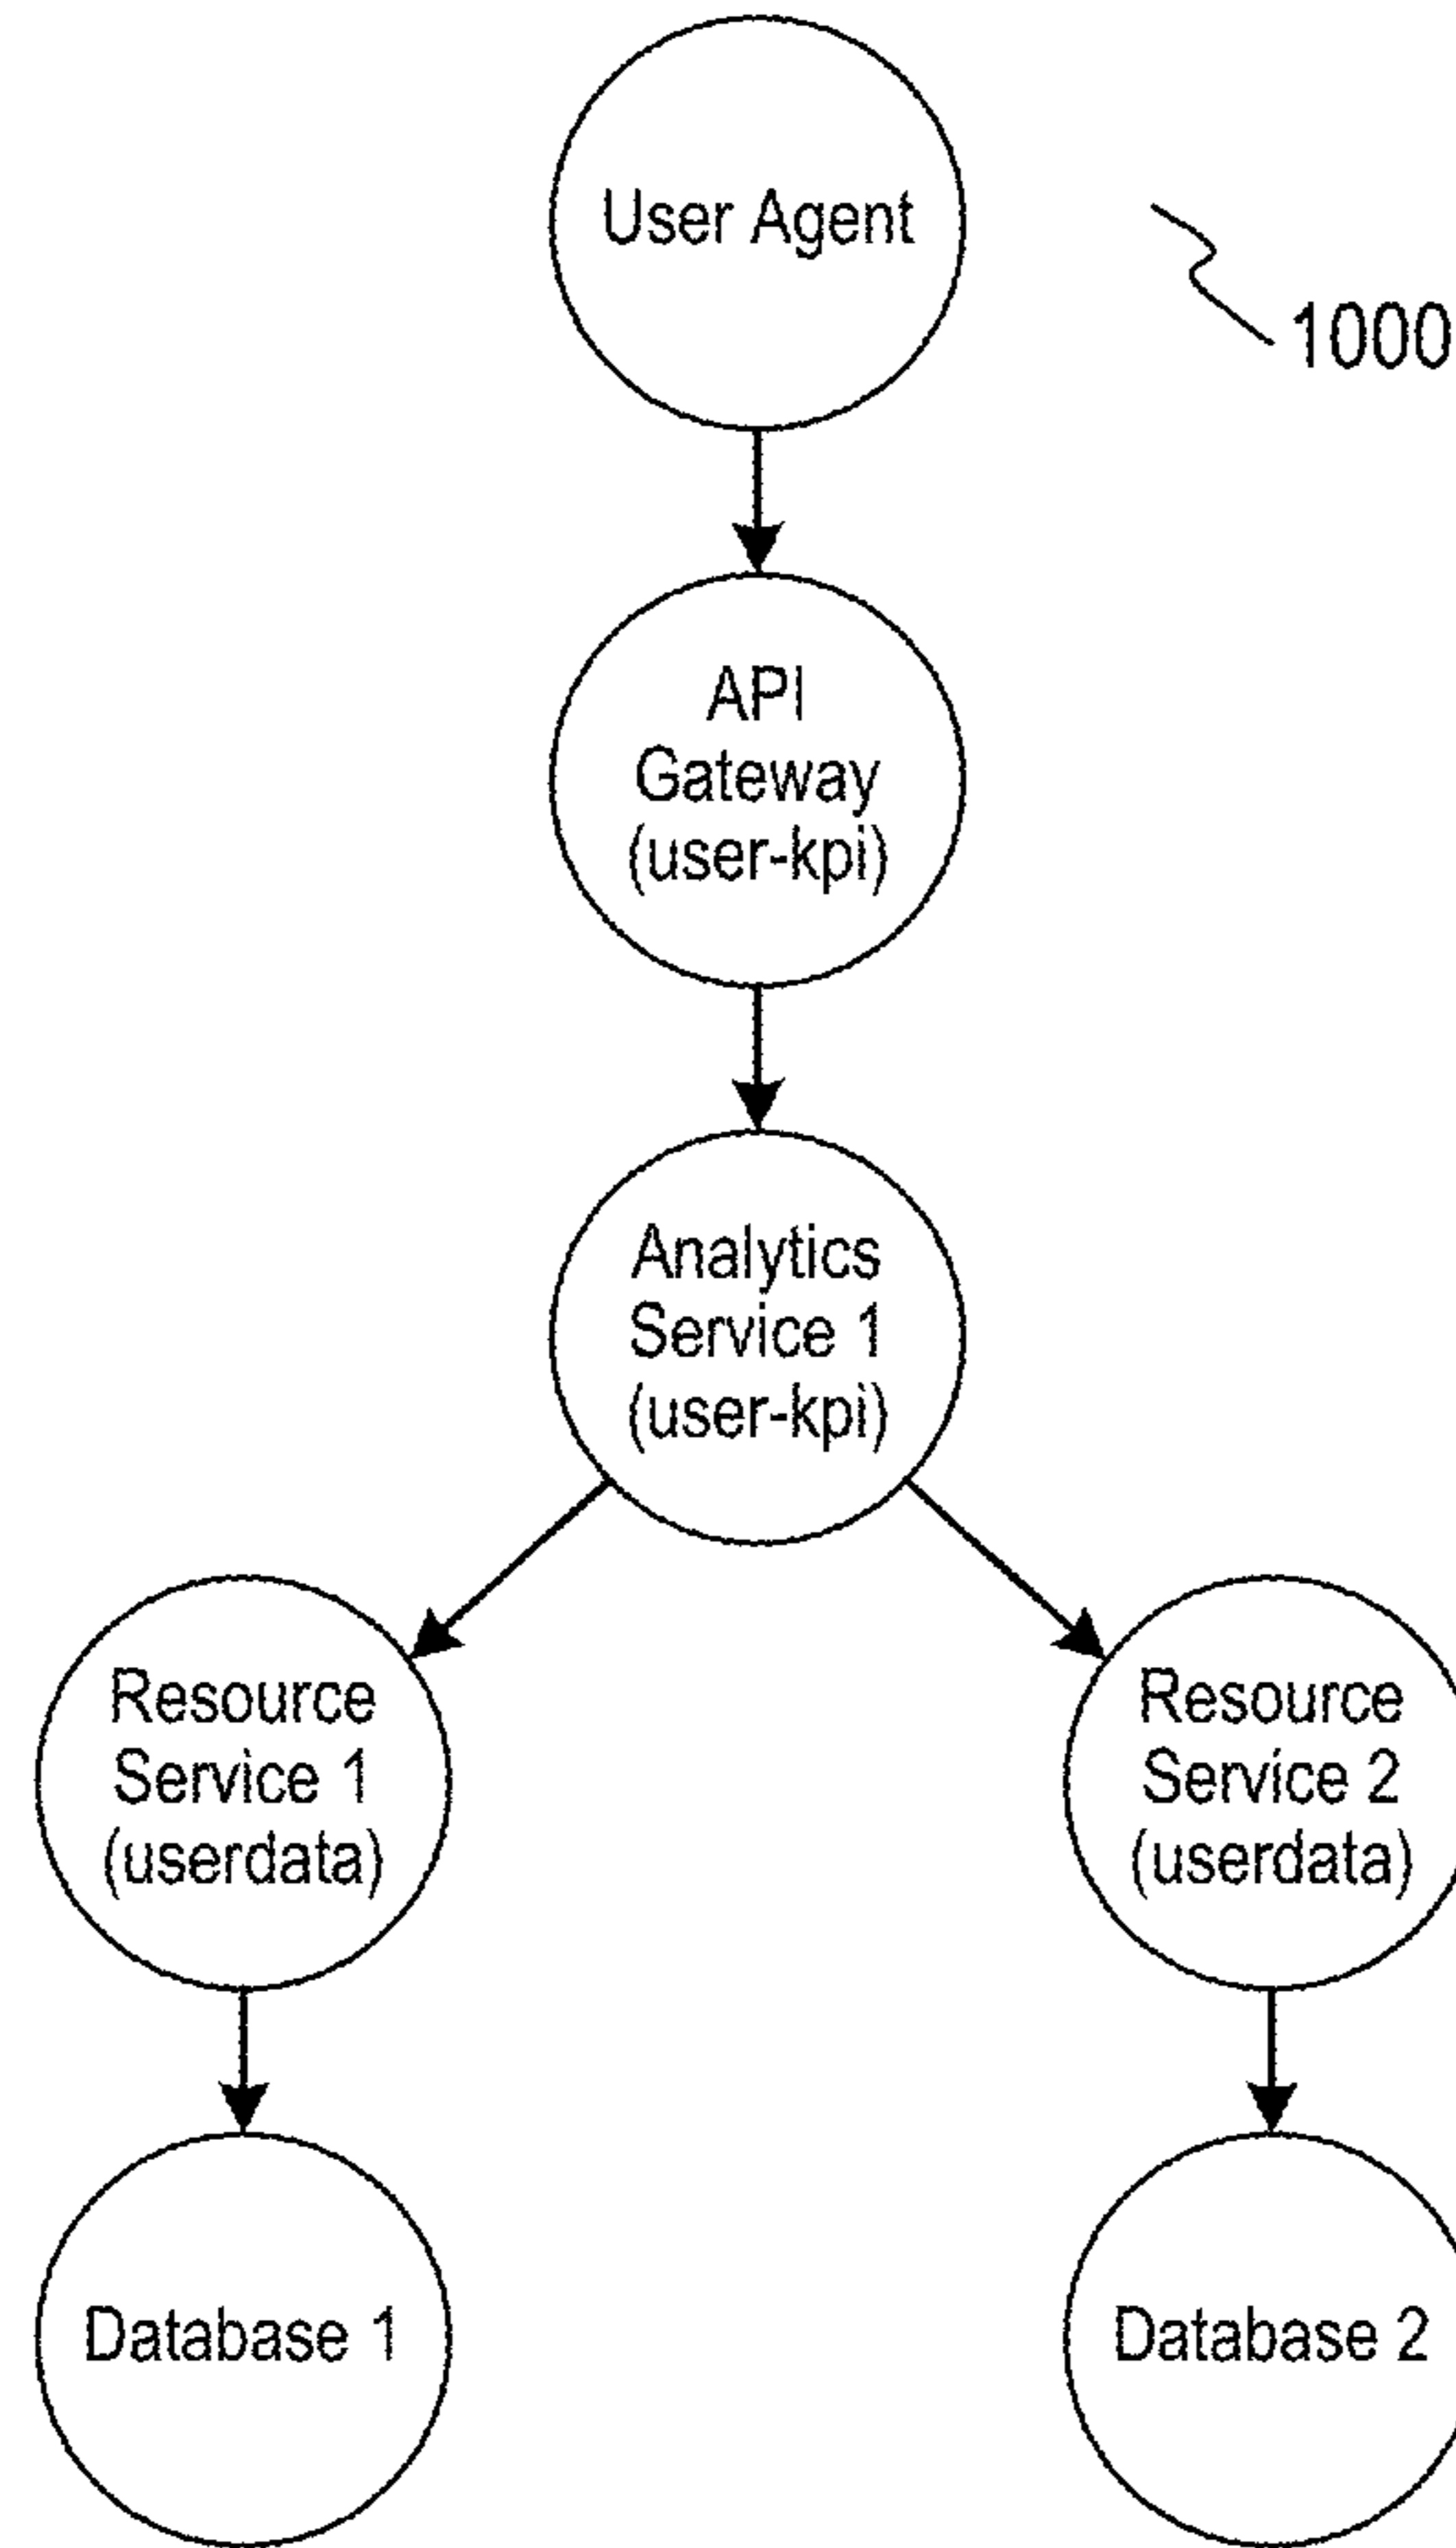 User Agent
1000
API
Gateway
(user-kpi)
Analytics
Service 1
(user-kpi)
Resource
Service 1
(userdata)
Resource
Service 2
(userdata)
Database 1
Database 2